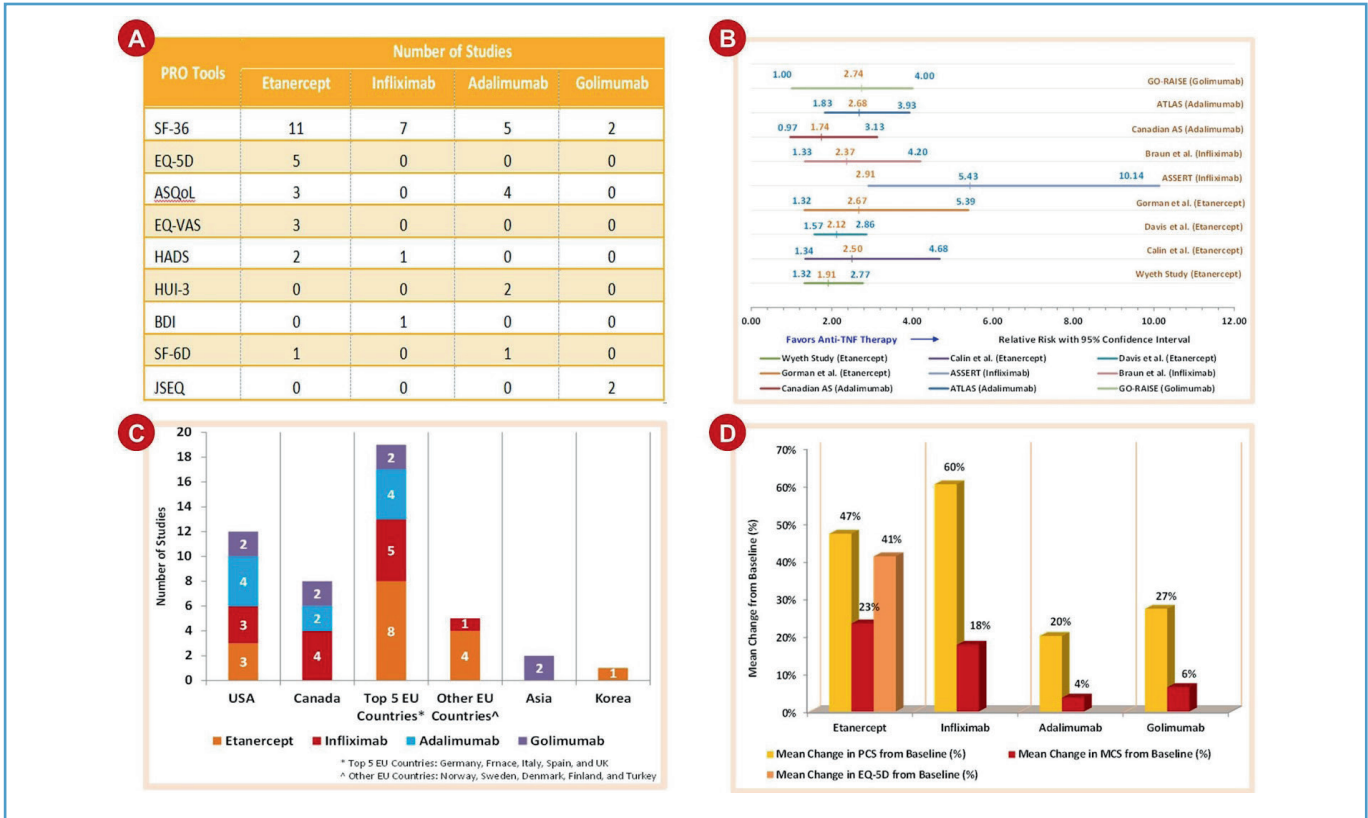 A
PRO Tools Number of Studies
Etanercept Infliximab Adalimumab Golimumab
SF-36 11 7 5 2
EQ-5D 5 0 0 0
ASQoL 3 0 4 0
EQ-VAS 3 0 0 0
HADS 2 1 0 0
HUI-3 0 0 2 0
BDI 0 1 0 0
SF-6D 1 0 1 0
JSEQ 0 0 0 2
B
1.00 2.74 4.00 GO-RAISE (Golimumab)
1.83 2.68 3.93 ATLAS (Adalimumab)
0.97 1.74 3.13 Canadian AS (Adalimumab)
1.33 2.37 4.20 Braun et al. (Infliximab)
2.91 5.43 10.14 ASSERT (Infliximab)
1.32 2.67 5.39 Gorman et al. (Etanercept)
1.57 2.12 2.86 Davis et al. (Etanercept)
1.34 2.50 4.68 Calin et al. (Etanercept)
1.32 1.91 2.77 Wyeth Study (Etanercept)
0.00 2.00 4.00 6.00 8.00 10.00 12.00
Favors Anti-TNF Therapy Relative Risk with 95% Confidence Interval
Wyeth Study (Etanercept) Calin et al. (Etanercept) Davis et al. (Etanercept)
Gorman et al. (Etanercept) ASSERT (Infliximab) Braun et al. (Infliximab)
Canadian AS (Adalimumab) ATLAS (Adalimumab) GO-RAISE (Golimumab)
C
Number of Studies
20
18
16
14
12
10
8
6
4
2
0
2
4
3
3
2
2
4
2
4
5
8
1
4
2
1
USA Canada Top 5 EU Other EU Asia Korea
Countries* Countries^
Etanercept Infliximab Adalimumab Golimumab
* Top 5 EU Countries: Germany, Frnace, Italy, Spain, and UK
^ Other EU Countries: Norway, Sweden, Denmark, Finland, and Turkey
D
Mean Change from Baseline (%)
70%
60%
50%
40%
30%
20%
10%
0%
47% 23% 41%
60% 18%
20% 4%
27% 6%
Etanercept Infliximab Adalimumab Golimumab
Mean Change in PCS from Baseline (%) Mean Change in MCS from Baseline (%)
Mean Change in EQ-5D from Baseline (%)